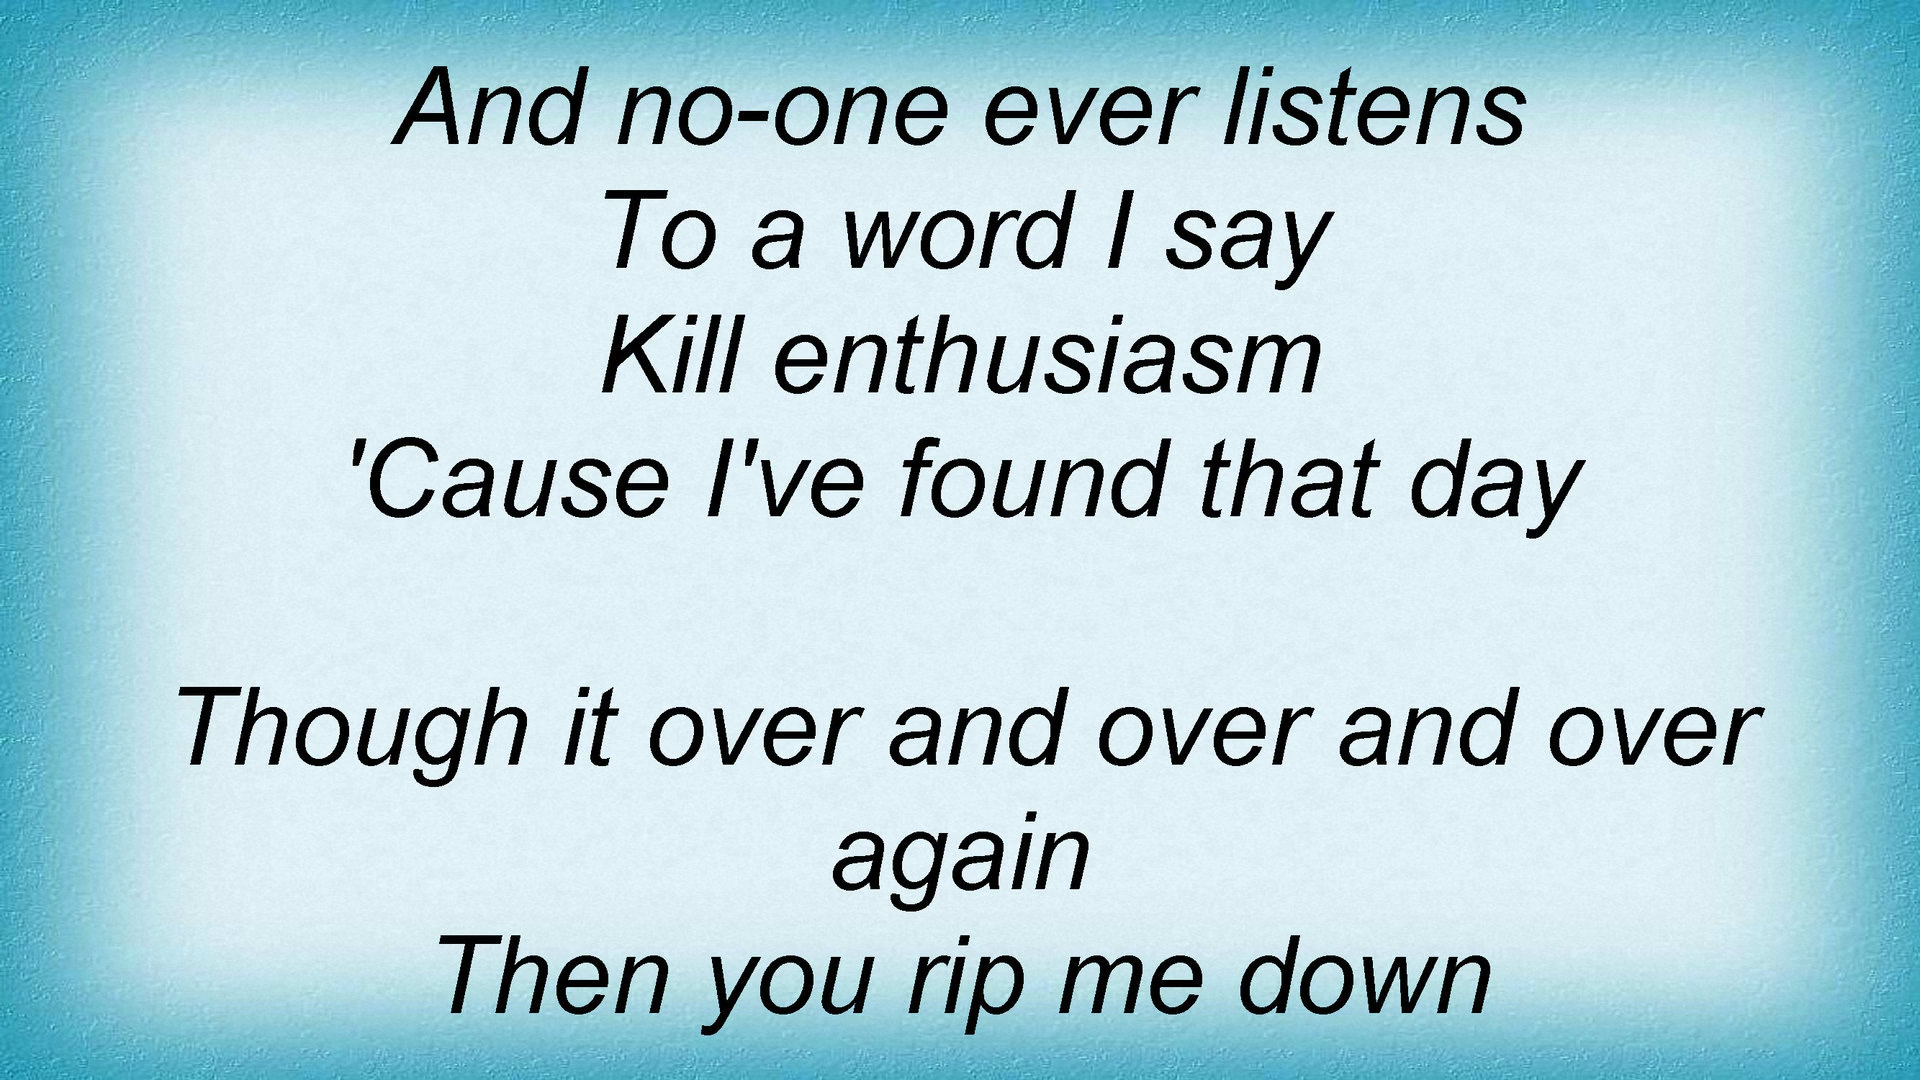 And no-one ever listens
To a word I say
Kill enthusiasm
'Cause I've found that day
Though it over and over and over
again
Then you rip me down